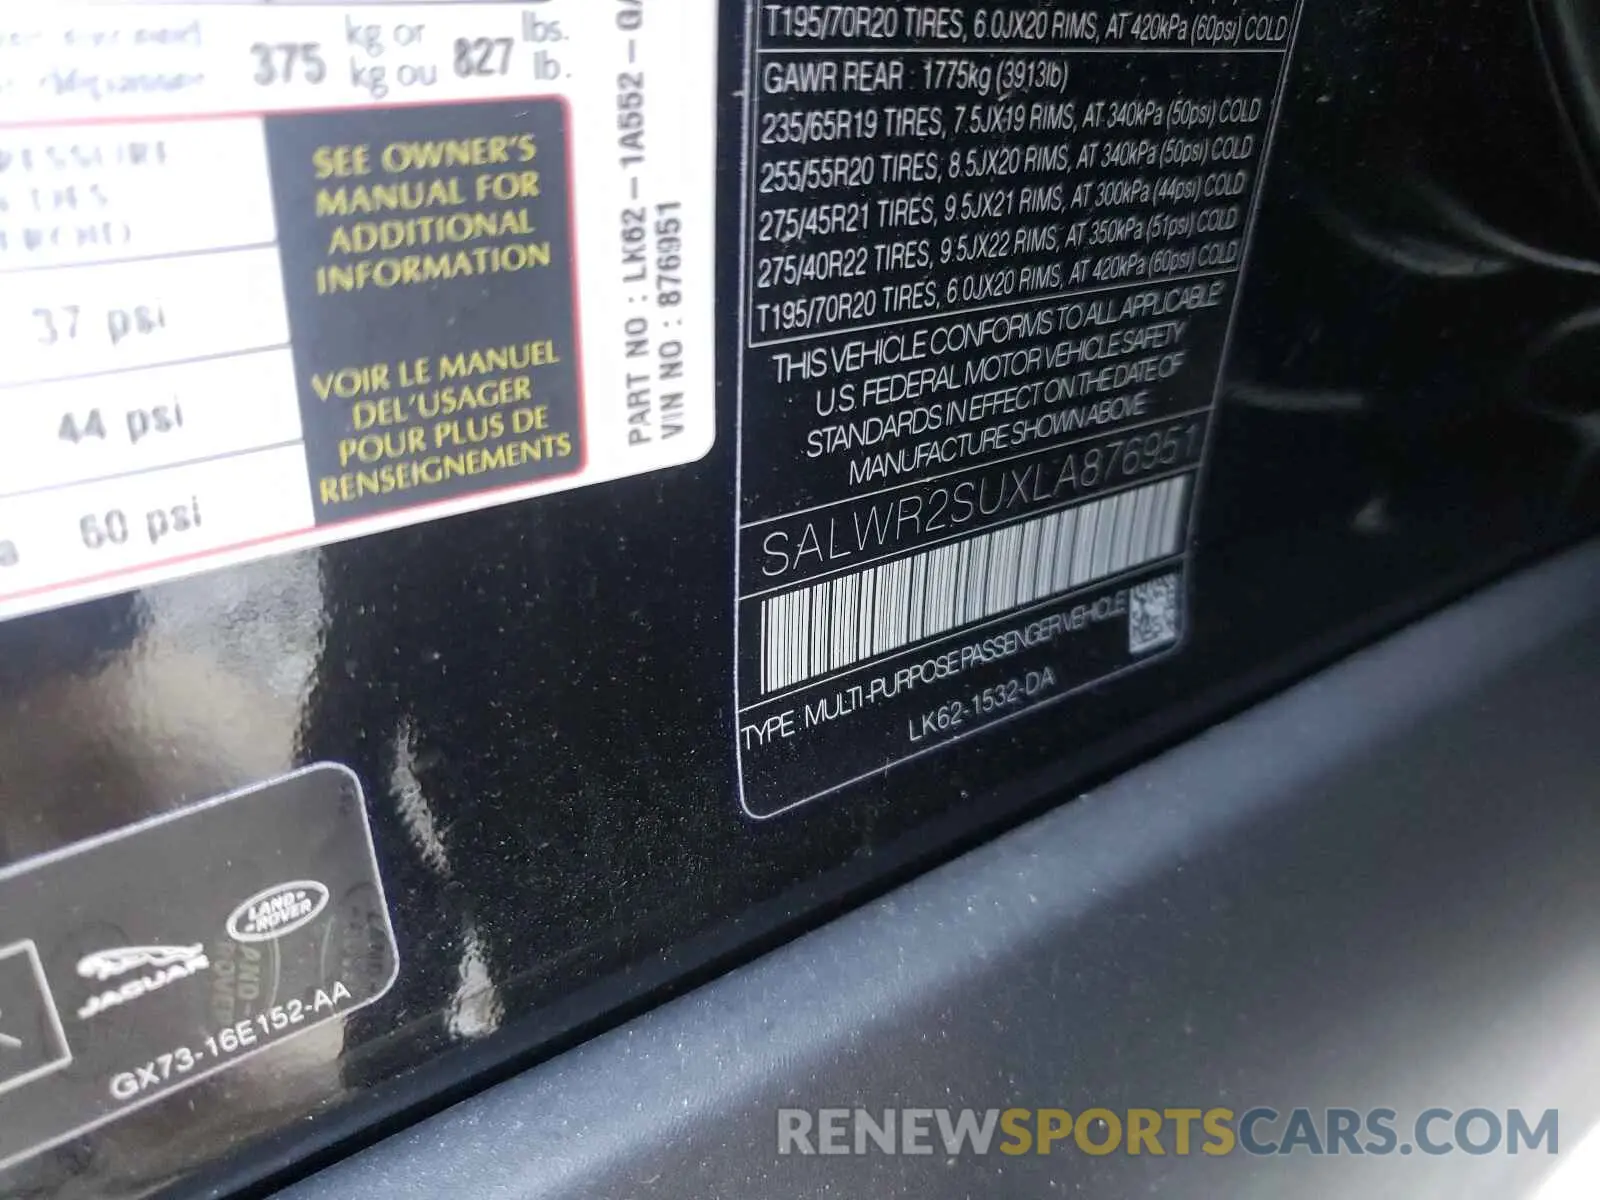 375 kg or 827 lbs.
kg ou lb.
37 psi
44 psi
60 psi
SEE OWNER'S
MANUAL FOR
ADDITIONAL
INFORMATION
VOIR LE MANUEL
DEL'USAGER
POUR PLUS DE
RENSEIGNEMENTS
PART NO : LK62-1A552-GA
VIN NO : 876951
T195/70R20 TIRES, 6.0JX20 RIMS, AT 420kPa (60psi) COLD
GAWR REAR : 1775kg (3913lb)
235/65R19 TIRES, 7.5JX19 RIMS, AT 340kPa (50psi) COLD
255/55R20 TIRES, 8.5JX20 RIMS, AT 340kPa (50psi) COLD
275/45R21 TIRES, 9.5JX21 RIMS, AT 300kPa (44psi) COLD
275/40R22 TIRES, 9.5JX22 RIMS, AT 350kPa (51psi) COLD
T195/70R20 TIRES, 6.0JX20 RIMS, AT 420kPa (60psi) COLD
THIS VEHICLE CONFORMS TO ALL APPLICABLE
U.S. FEDERAL MOTOR VEHICLE SAFETY
STANDARDS IN EFFECT ON THE DATE OF
MANUFACTURE SHOWN ABOVE
SALWR2SUXLA876951
TYPE : MULTI-PURPOSE PASSENGER VEHICLE
LK62-1532-DA
JAGUAR
LAND-
-ROVER
GX73-16E152-AA
RENEWSPORTSCARS.COM